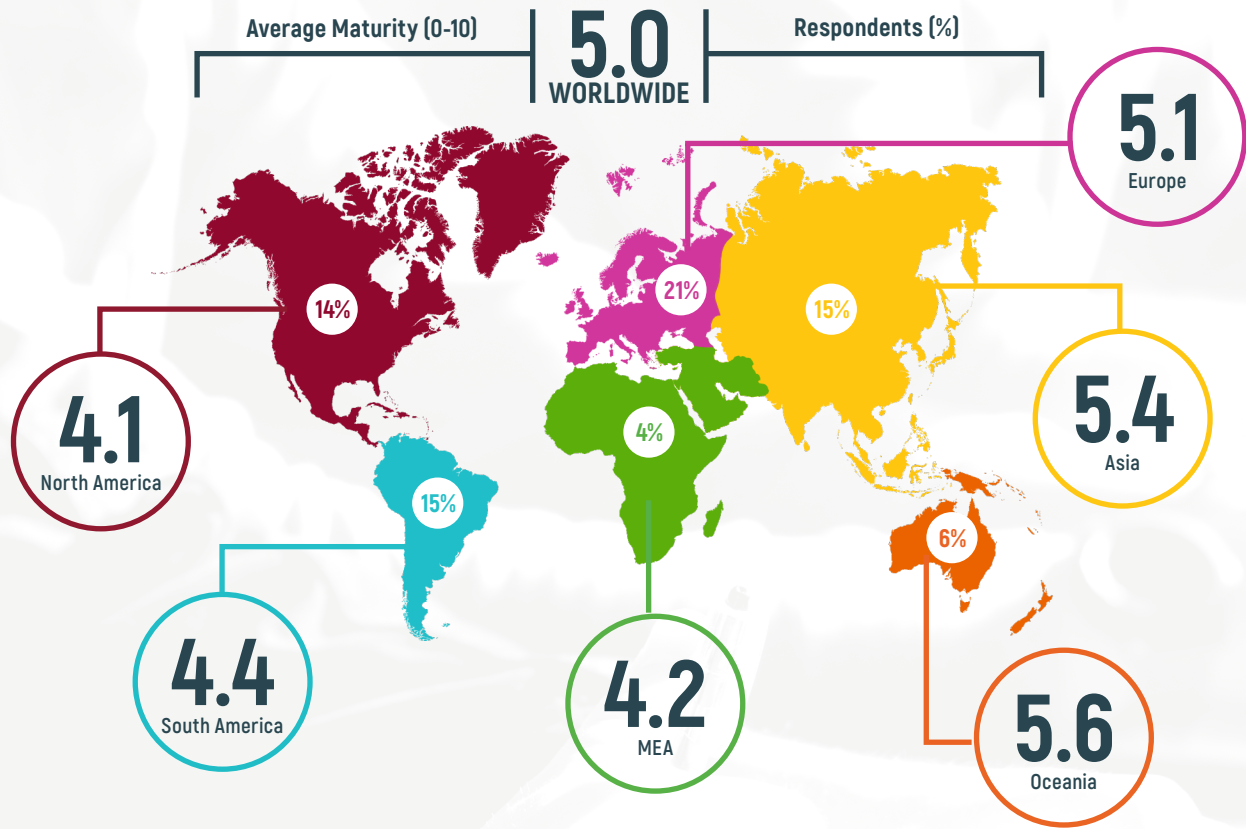 Average Maturity (0-10)
5.0
WORLDWIDE
Respondents (%)
5.1
Europe
14%
21%
15%
4.1
North America
5.4
Asia
4%
15%
6%
4.4
South America
4.2
MEA
5.6
Oceania